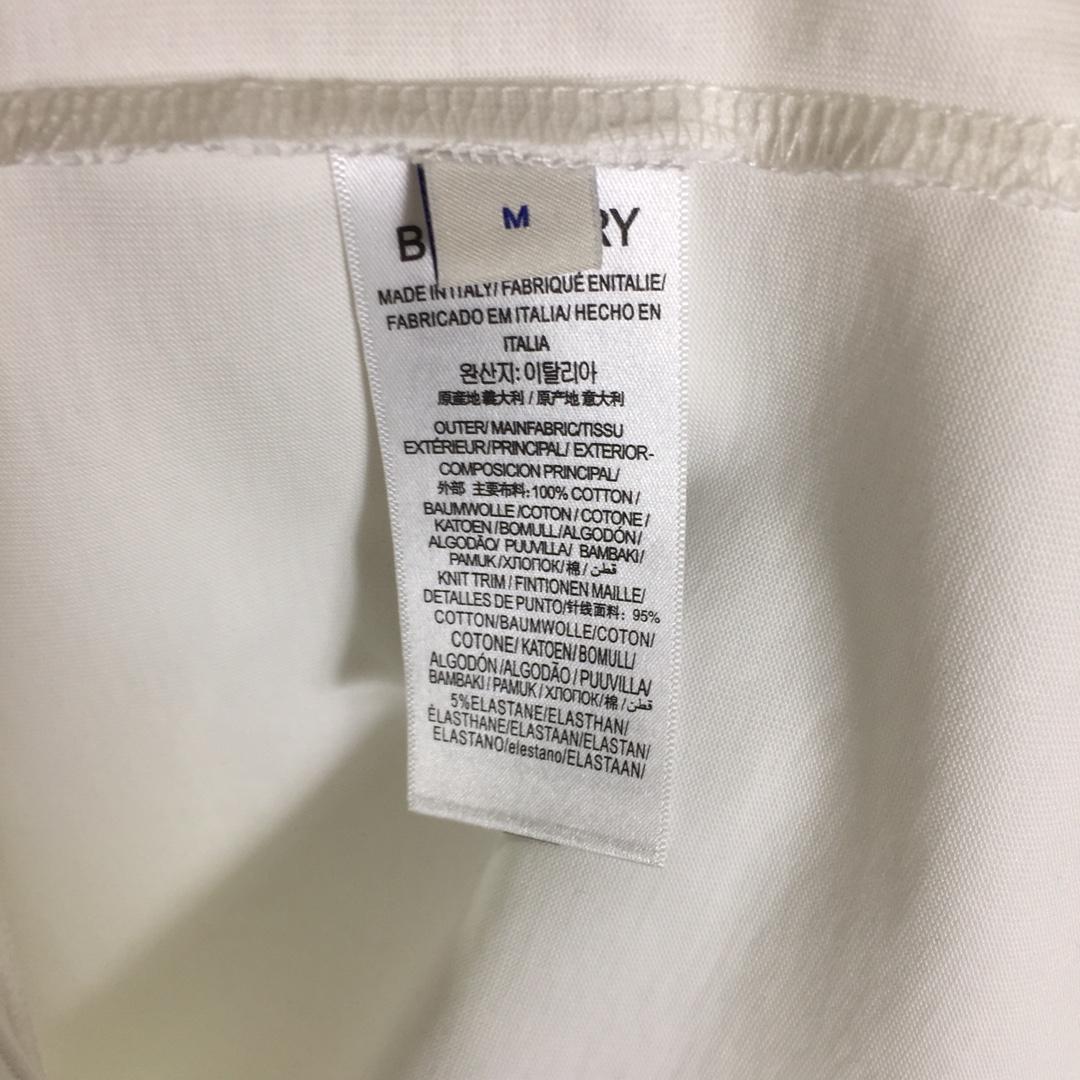 M
B RY
MADE IN ITALY/ FABRIQUÉ ENITALIE/
FABRICADO EM ITALIA/ HECHO EN
ITALIA
완산지: 이탈리아
原産地義大利 / 原产地意大利
OUTER/ MAINFABRIC/TISSU
EXTÉRIEUR/PRINCIPAL/ EXTERIOR-
COMPOSICION PRINCIPAL/
外部 主要布料: 100% COTTON /
BAUMWOLLE /COTON / COTONE /
KATOEN /BOMULL/ALGODÓN/
ALGODÃO/ PUUVILLA/ BAMBAKI/
PAMUK /ХЛОПОК/棉 / قطن
KNIT TRIM / FINTIONEN MAILLE/
DETALLES DE PUNTO/针线面料: 95%
COTTON/BAUMWOLLE/COTON/
COTONE/ KATOEN/ BOMULL/
ALGODÓN /ALGODÃO / PUUVILLA/
BAMBAKI / PAMUK / ХЛОПОК/棉 / قطن
5%ELASTANE/ELASTHAN/
ÉLASTHANE/ELASTAAN/ELASTAN/
ELASTANO/elestano/ELASTAAN/